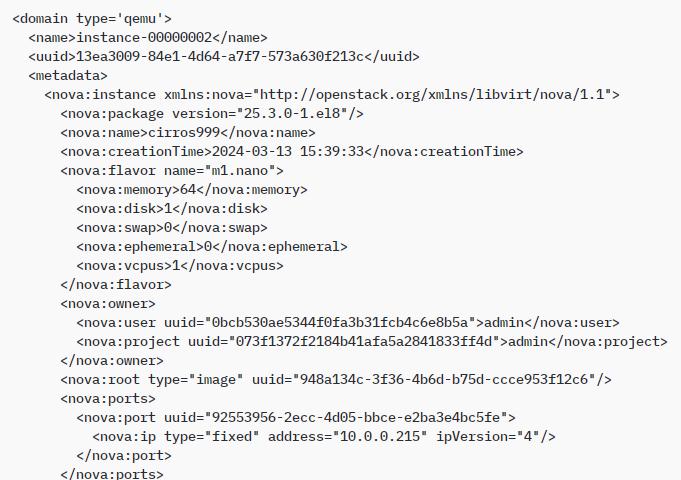 <domain type='qemu'>
<name>instance-00000002</name>
<uuid>13ea3009-84e1-4d64-a7f7-573a630f213c</uuid>
<metadata>
<nova:instance xmlns:nova="http://openstack.org/xmlns/libvirt/nova/1.1">
<nova:package version="25.3.0-1.el8"/>
<nova:name>cirros999</nova:name>
<nova:creationTime>2024-03-13 15:39:33</nova:creationTime>
<nova:flavor name="m1.nano">
<nova:memory>64</nova:memory>
<nova:disk>1</nova:disk>
<nova:swap>0</nova:swap>
<nova:ephemeral>0</nova:ephemeral>
<nova:vcpus>1</nova:vcpus>
</nova:flavor>
<nova:owner>
<nova:user uuid="0bcb530ae5344f0fa3b31fcb4c6e8b5a">admin</nova:user>
<nova:project uuid="073f1372f2184b41afa5a2841833ff4d">admin</nova:project>
</nova:owner>
<nova:root type="image" uuid="948a134c-3f36-4b6d-b75d-ccce953f12c6"/>
<nova:ports>
<nova:port uuid="92553956-2ecc-4d05-bbce-e2ba3e4bc5fe">
<nova:ip type="fixed" address="10.0.0.215" ipVersion="4"/>
</nova:port>
</nova:ports>